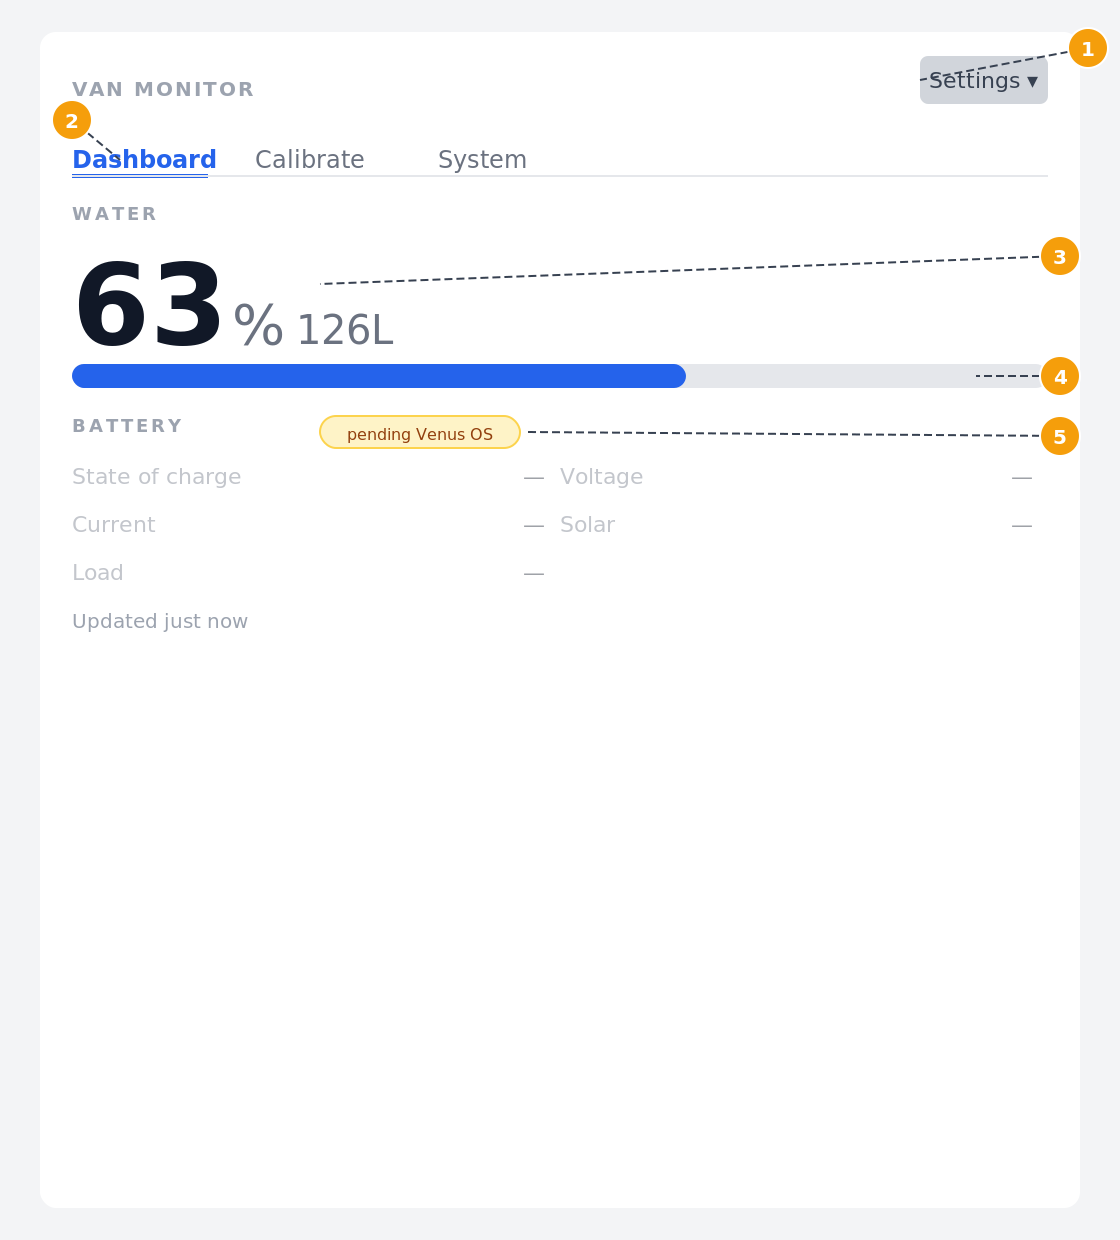 1
VAN MONITOR
Settings ▾
2
Dashboard Calibrate System
WATER
3
63 % 126L
4
BATTERY pending Venus OS
5
State of charge — Voltage —
Current — Solar —
Load —
Updated just now